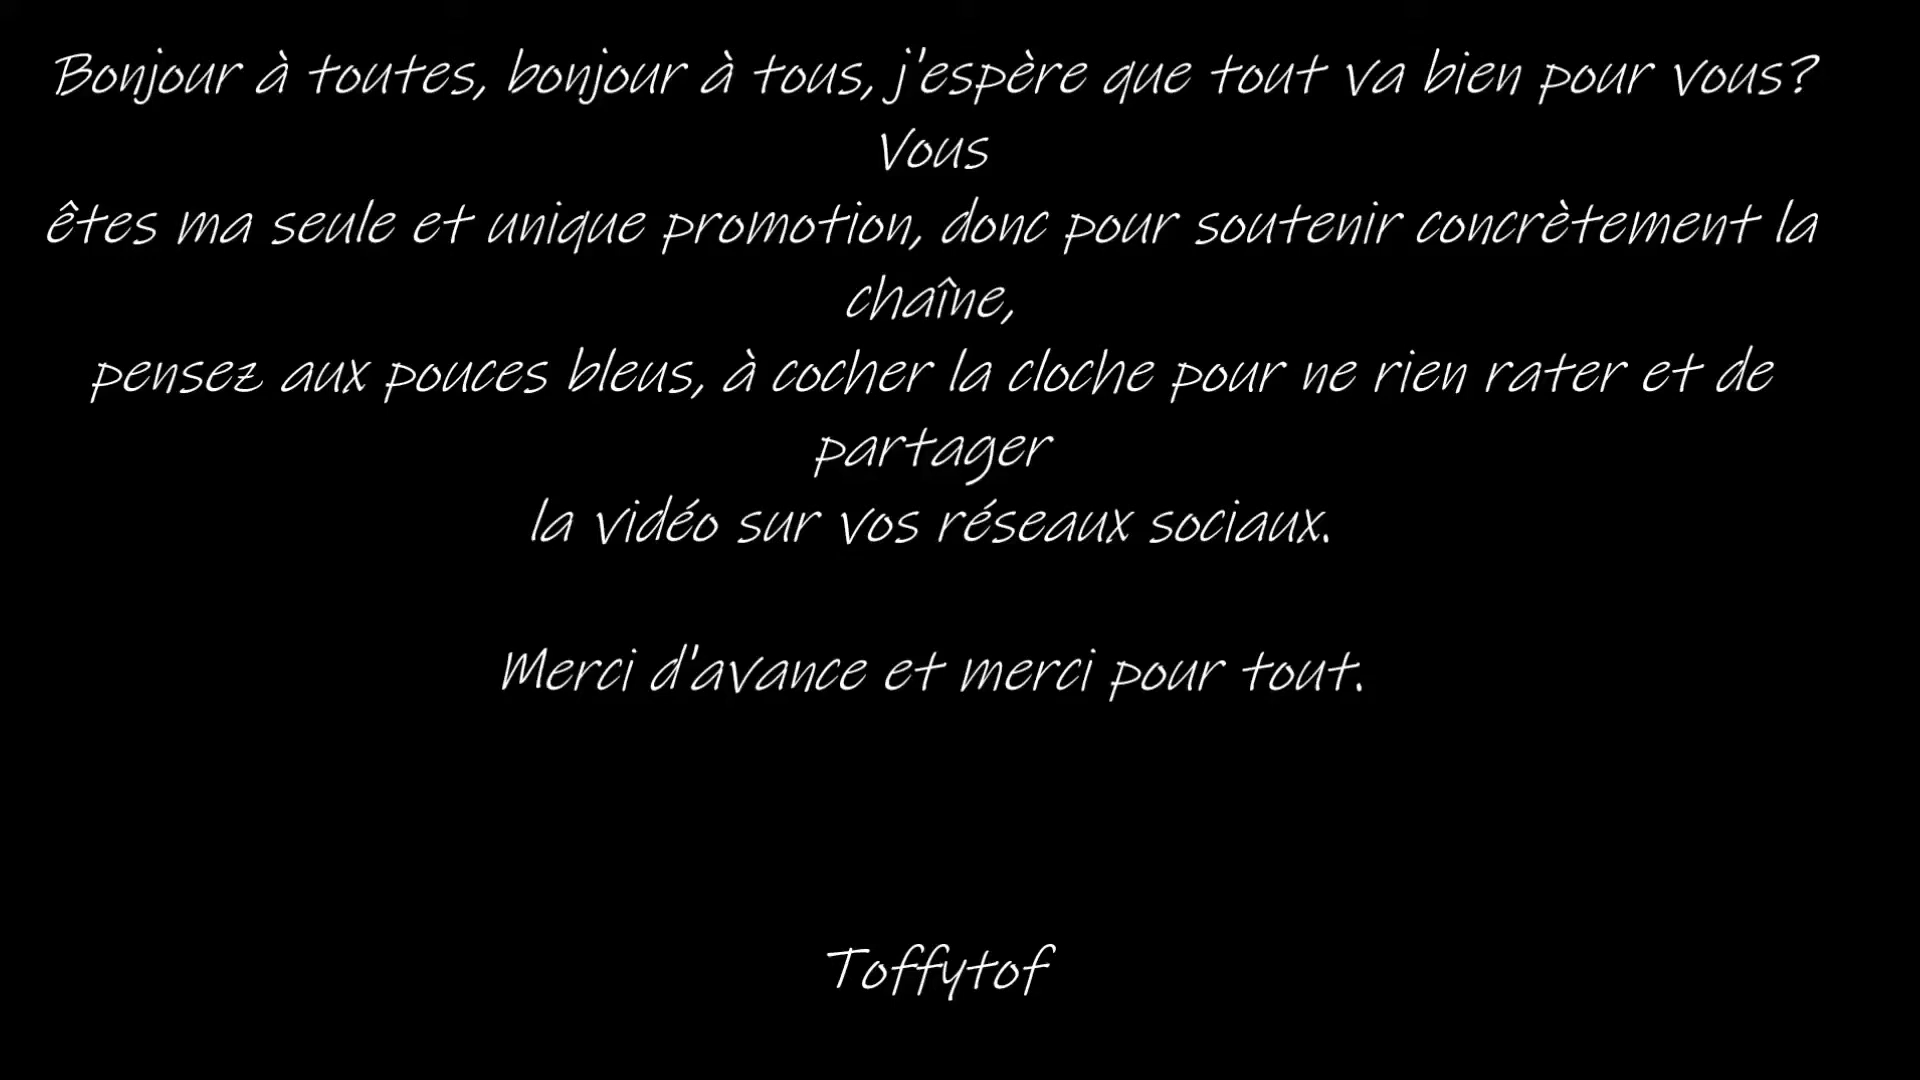 Bonjour à toutes, bonjour à tous, j'espère que tout va bien pour vous?
Vous
êtes ma seule et unique promotion, donc pour soutenir concrètement la
chaîne,
pensez aux pouces bleus, à cocher la cloche pour ne rien rater et de
partager
la vidéo sur vos réseaux sociaux.
Merci d'avance et merci pour tout.
Toffytof